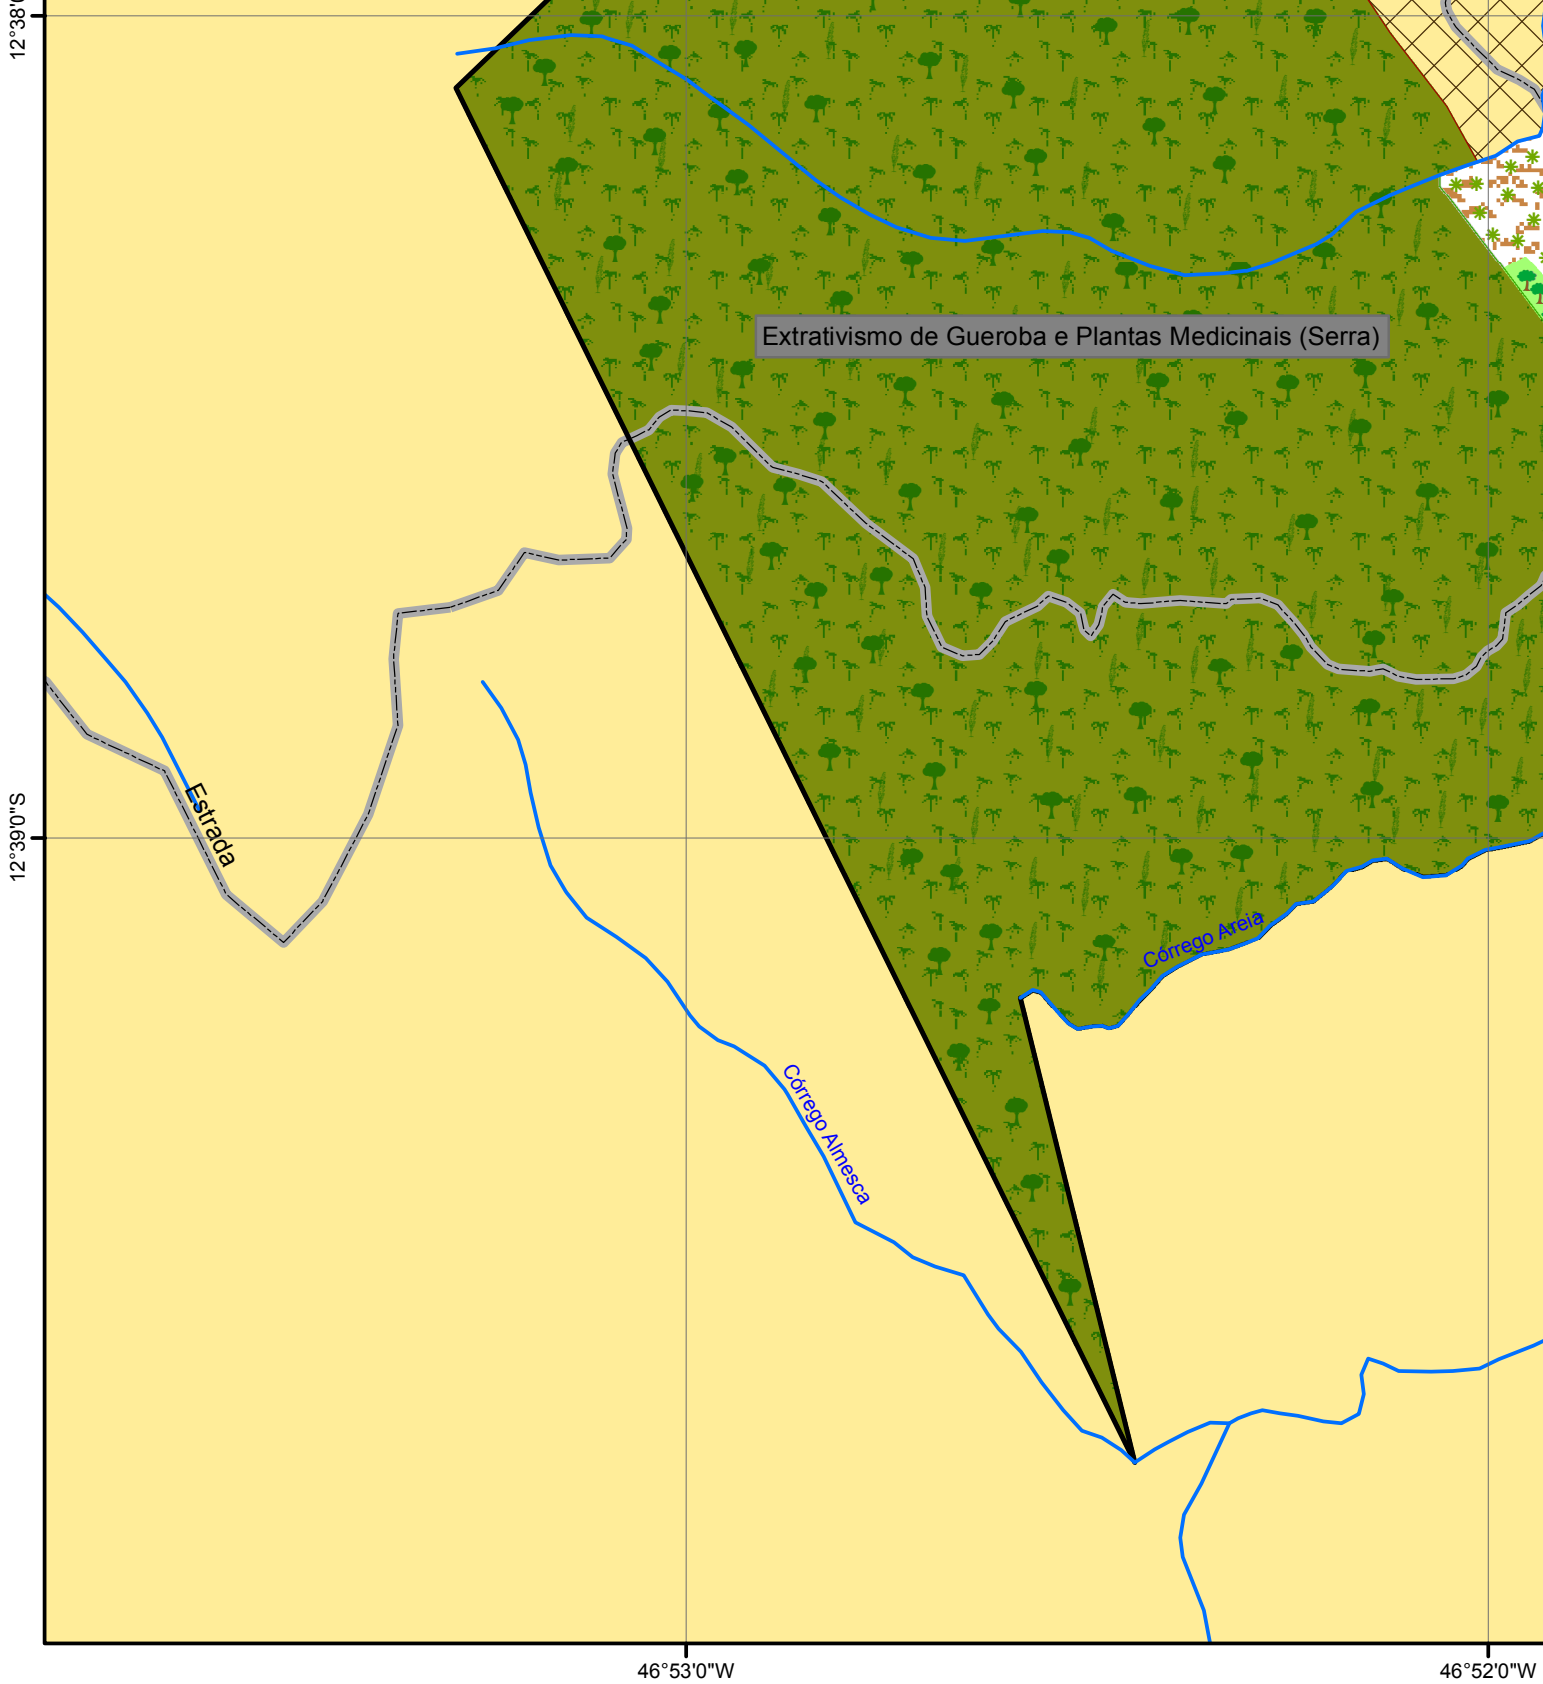 12°38'0
Extrativismo de Gueroba e Plantas Medicinais (Serra)
Estrada
12°39'0"S
Córrego Areia
Córrego Almesca
46°53'0"W
46°52'0"W